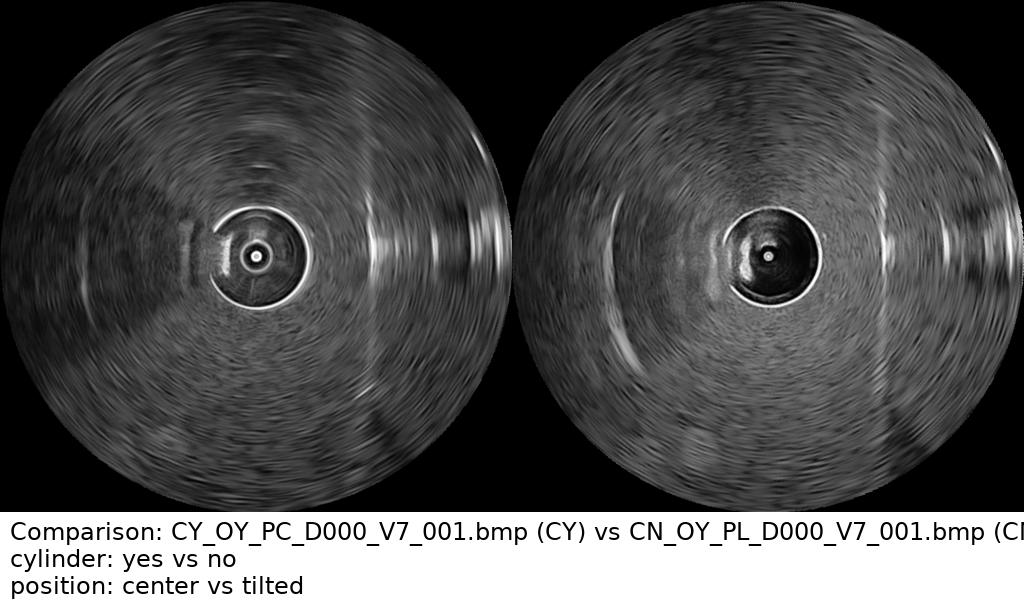 Comparison: CY_OY_PC_D000_V7_001.bmp (CY) vs CN_OY_PL_D000_V7_001.bmp (C
cylinder: yes vs no
position: center vs tilted